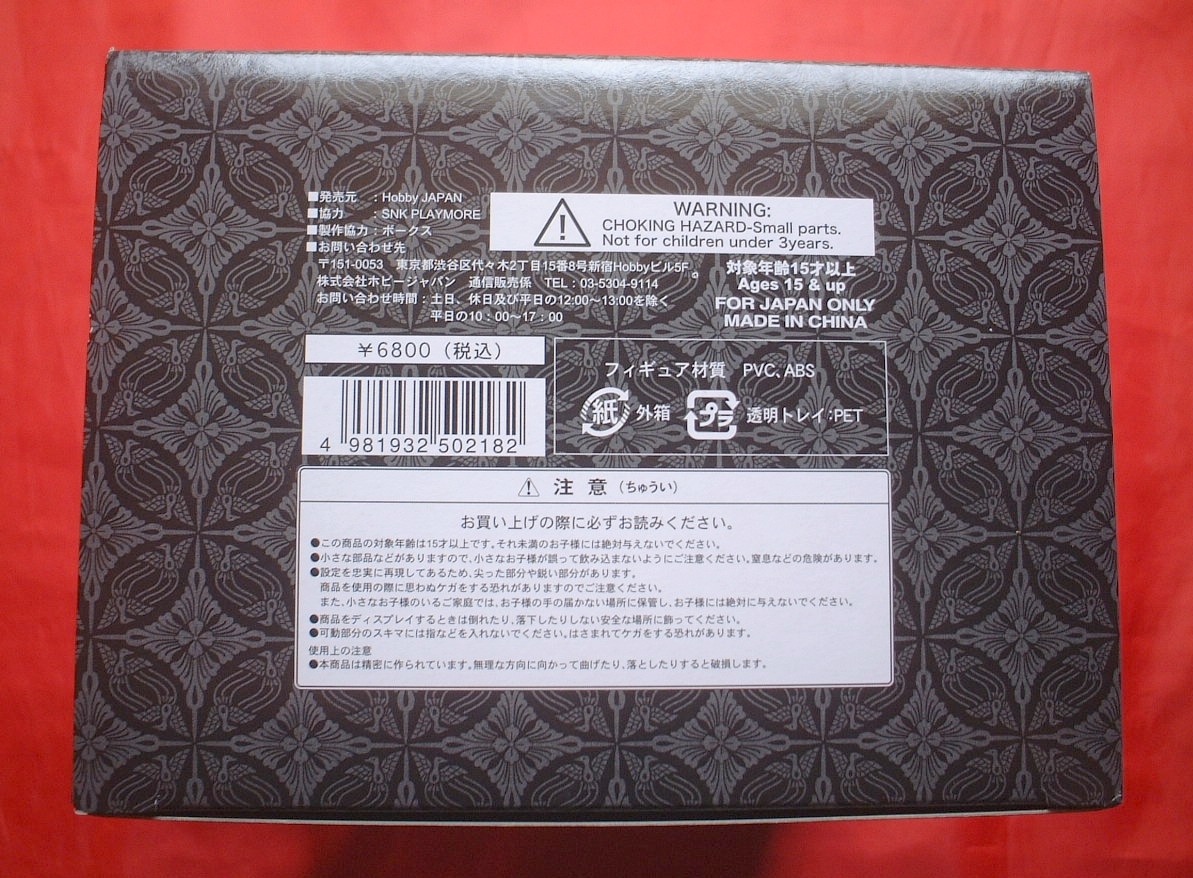 ■発売元　：Hobby JAPAN
■協力　　：SNK PLAYMORE
■製作協力：ボークス
■お問い合わせ先
〒151-0053　東京都渋谷区代々木2丁目15番8号新宿Hobbyビル5F。
株式会社ホビージャパン　通信販売係　TEL：03-5304-9114
お問い合わせ時間：土日、休日及び平日の12:00～13:00を除く
平日の10：00～17：00
WARNING:
CHOKING HAZARD-Small parts.
Not for children under 3years.
対象年齢15才以上
Ages 15 & up
FOR JAPAN ONLY
MADE IN CHINA
￥6800（税込）
4 981932 502182
フィギュア材質　PVC、ABS
紙 外箱 プラ 透明トレイ：PET
注 意（ちゅうい）
お買い上げの際に必ずお読みください。
●この商品の対象年齢は15才以上です。それ未満のお子様には絶対与えないでください。
●小さな部品などがありますので、小さなお子様が誤って飲み込まないようにご注意ください。窒息などの危険があります。
●設定を忠実に再現してあるため、尖った部分や鋭い部分があります。
商品を使用の際に思わぬケガをする恐れがありますのでご注意ください。
また、小さなお子様のいるご家庭では、お子様の手の届かない場所に保管し、お子様には絶対に与えないでください。
●商品をディスプレイするときは倒れたり、落下したりしない安全な場所に飾ってください。
●可動部分のスキマには指などを入れないでください。はさまれてケガをする恐れがあります。
使用上の注意
●本商品は精密に作られています。無理な方向に向かって曲げたり、落としたりすると破損します。